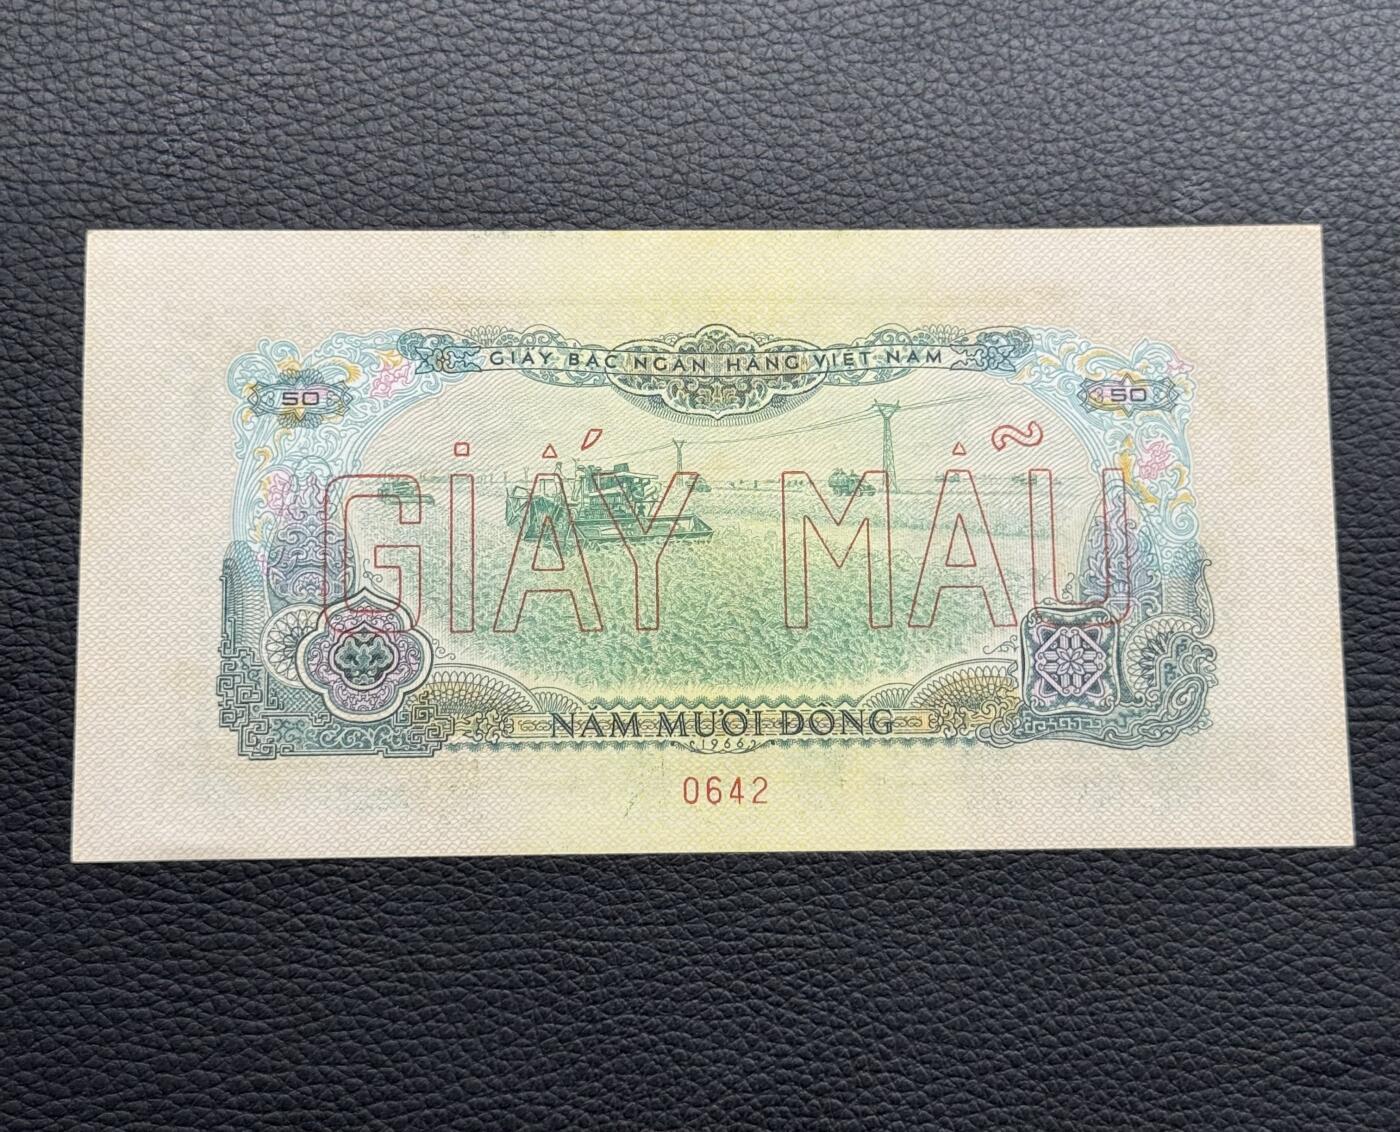 GIẤY BẠC NGÂN HÀNG VIỆT NAM
50 50
GIẤY MẪU
NĂM MƯƠI ĐỒNG
1966
0642